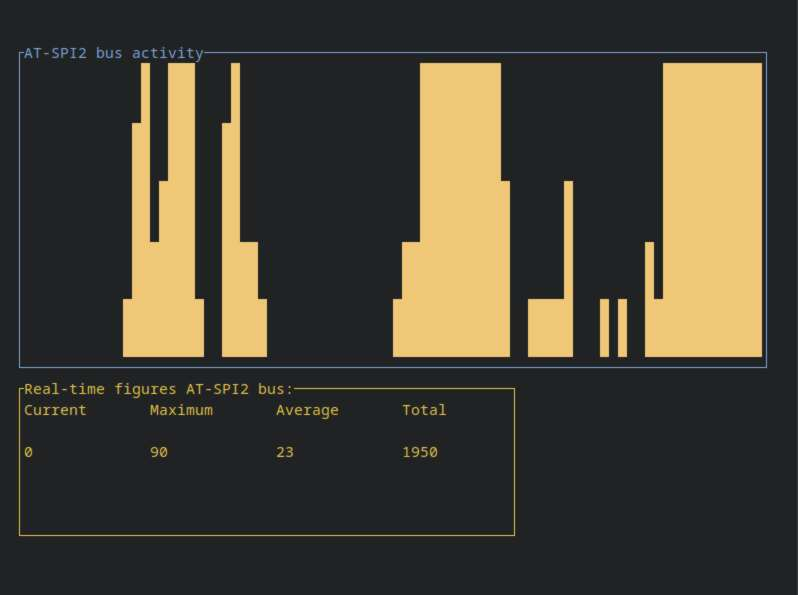 AT-SPI2 bus activity
Real-time figures AT-SPI2 bus:
Current Maximum Average Total
0 90 23 1950